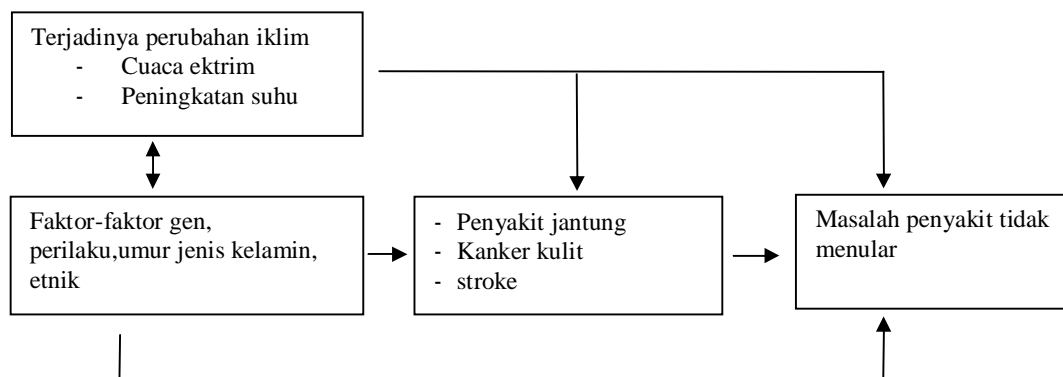 Terjadinya perubahan iklim
- Cuaca ektrim
- Peningkatan suhu
Faktor-faktor gen,
perilaku,umur jenis kelamin,
etnik
- Penyakit jantung
- Kanker kulit
- stroke
Masalah penyakit tidak
menular